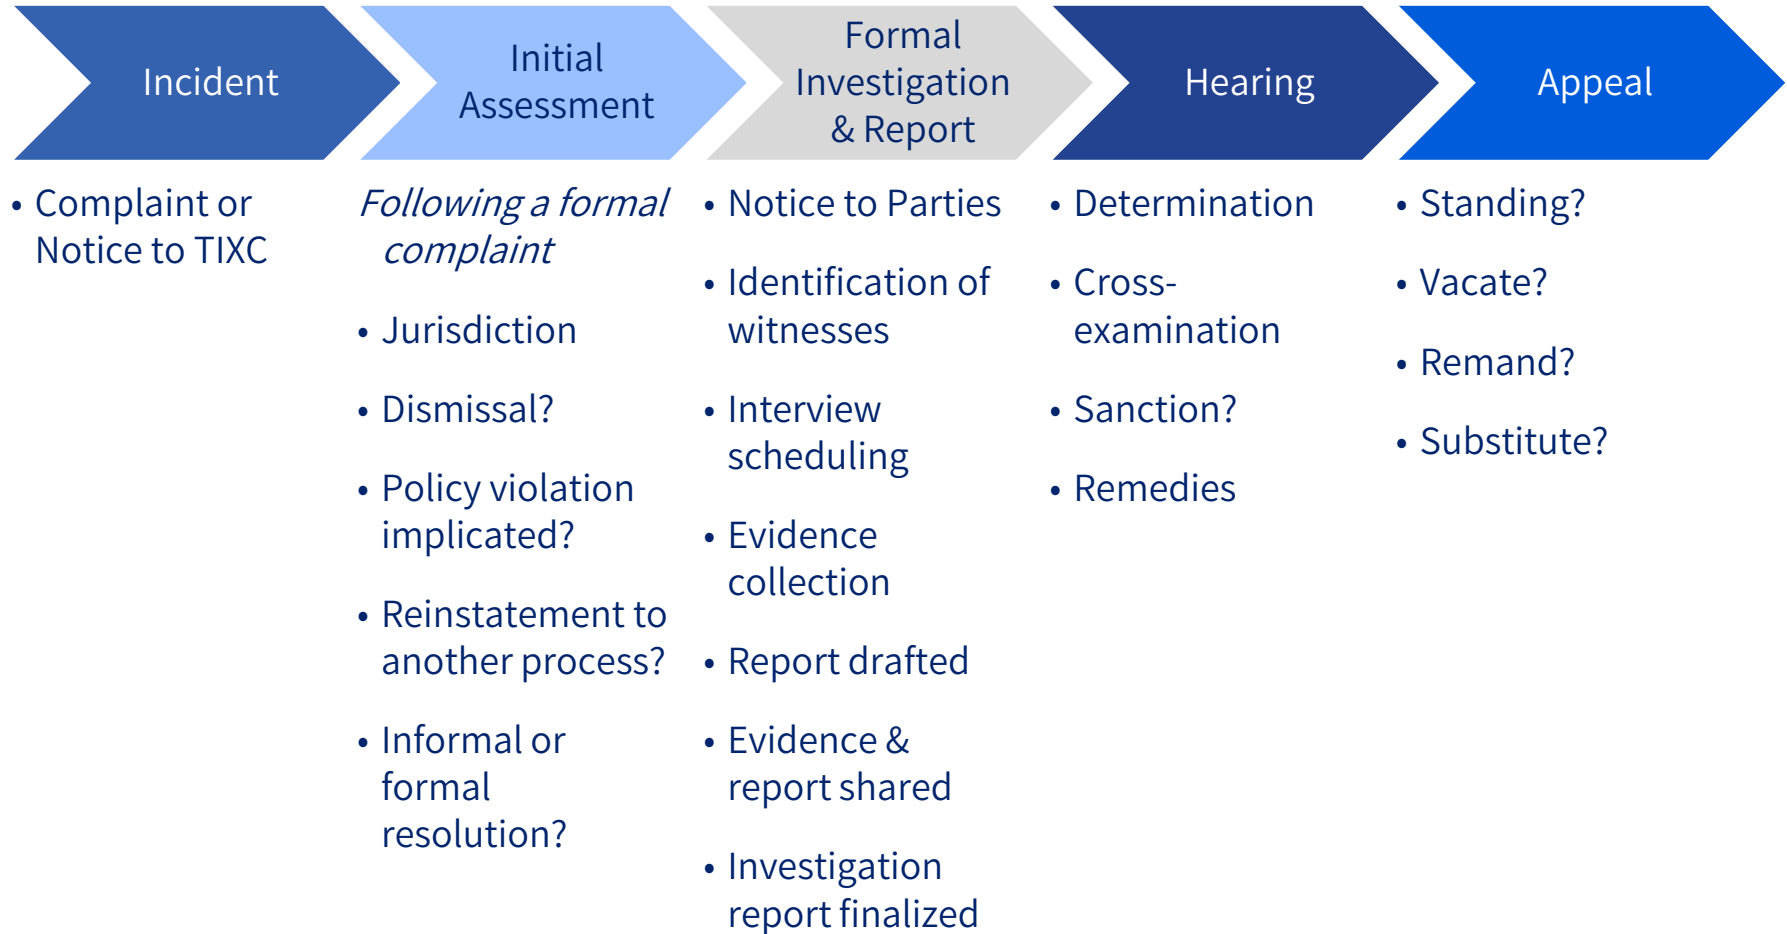 Incident
Initial
Assessment
Formal
Investigation
& Report
Hearing
Appeal
• Complaint or
Notice to TIXC
Following a formal
complaint
• Jurisdiction
• Dismissal?
• Policy violation
implicated?
• Reinstatement to
another process?
• Informal or
formal
resolution?
• Notice to Parties
• Identification of
witnesses
• Interview
scheduling
• Evidence
collection
• Report drafted
• Evidence &
report shared
• Investigation
report finalized
• Determination
• Cross-
examination
• Sanction?
• Remedies
• Standing?
• Vacate?
• Remand?
• Substitute?